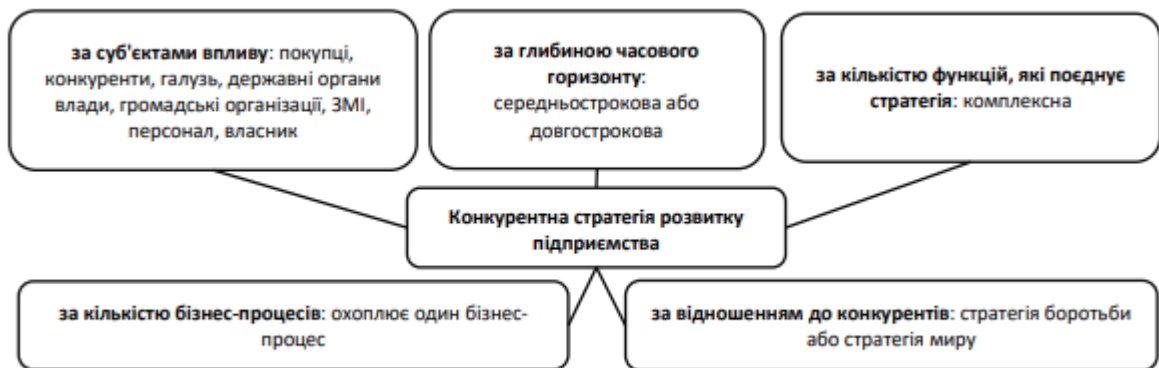 за суб'єктами впливу: покупці,
конкуренти, галузь, державні органи
влади, громадські організації, ЗМІ,
персонал, власник
за глибиною часового
горизонту:
середньострокова або
довгострокова
за кількістю функцій, які поєднує
стратегія: комплексна
Конкурентна стратегія розвитку
підприємства
за кількістю бізнес-процесів: охоплює один бізнес-
процес
за відношенням до конкурентів: стратегія боротьби
або стратегія миру